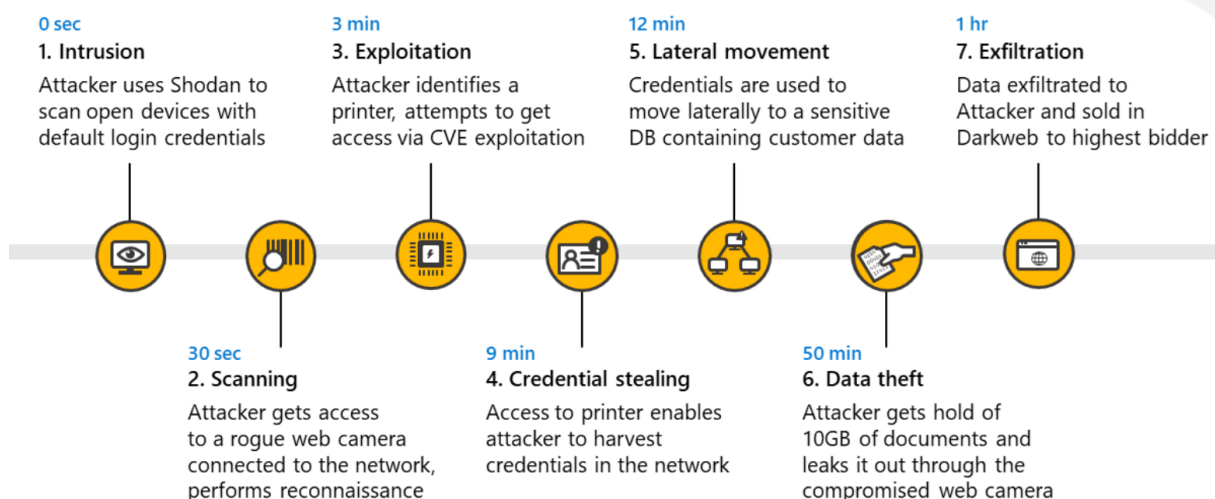 0 sec
1. Intrusion
Attacker uses Shodan to
scan open devices with
default login credentials
30 sec
2. Scanning
Attacker gets access
to a rogue web camera
connected to the network,
performs reconnaissance
3 min
3. Exploitation
Attacker identifies a
printer, attempts to get
access via CVE exploitation
9 min
4. Credential stealing
Access to printer enables
attacker to harvest
credentials in the network
12 min
5. Lateral movement
Credentials are used to
move laterally to a sensitive
DB containing customer data
50 min
6. Data theft
Attacker gets hold of
10GB of documents and
leaks it out through the
compromised web camera
1 hr
7. Exfiltration
Data exfiltrated to
Attacker and sold in
Darkweb to highest bidder